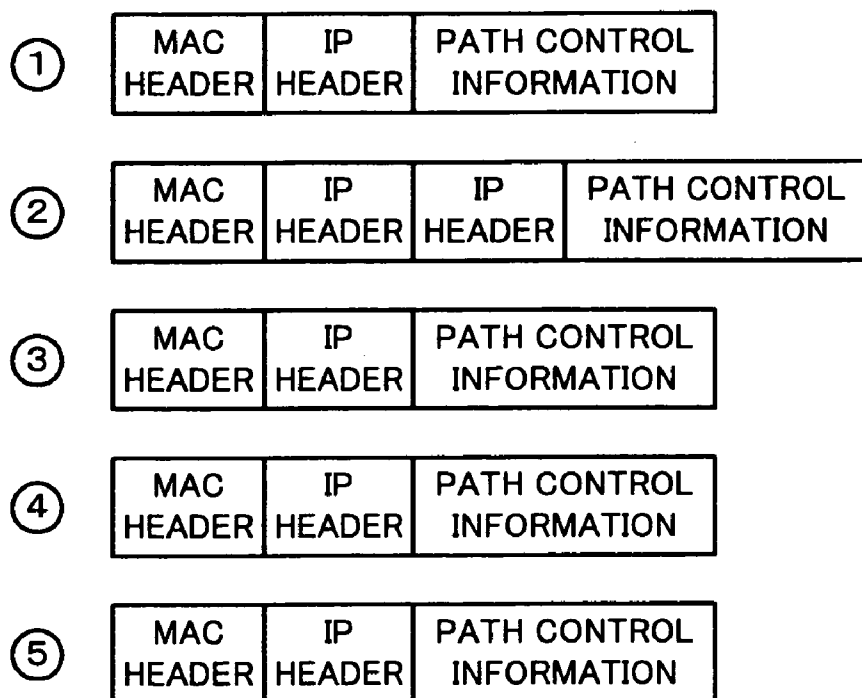 ① MAC HEADER IP HEADER PATH CONTROL INFORMATION
② MAC HEADER IP HEADER IP HEADER PATH CONTROL INFORMATION
③ MAC HEADER IP HEADER PATH CONTROL INFORMATION
④ MAC HEADER IP HEADER PATH CONTROL INFORMATION
⑤ MAC HEADER IP HEADER PATH CONTROL INFORMATION